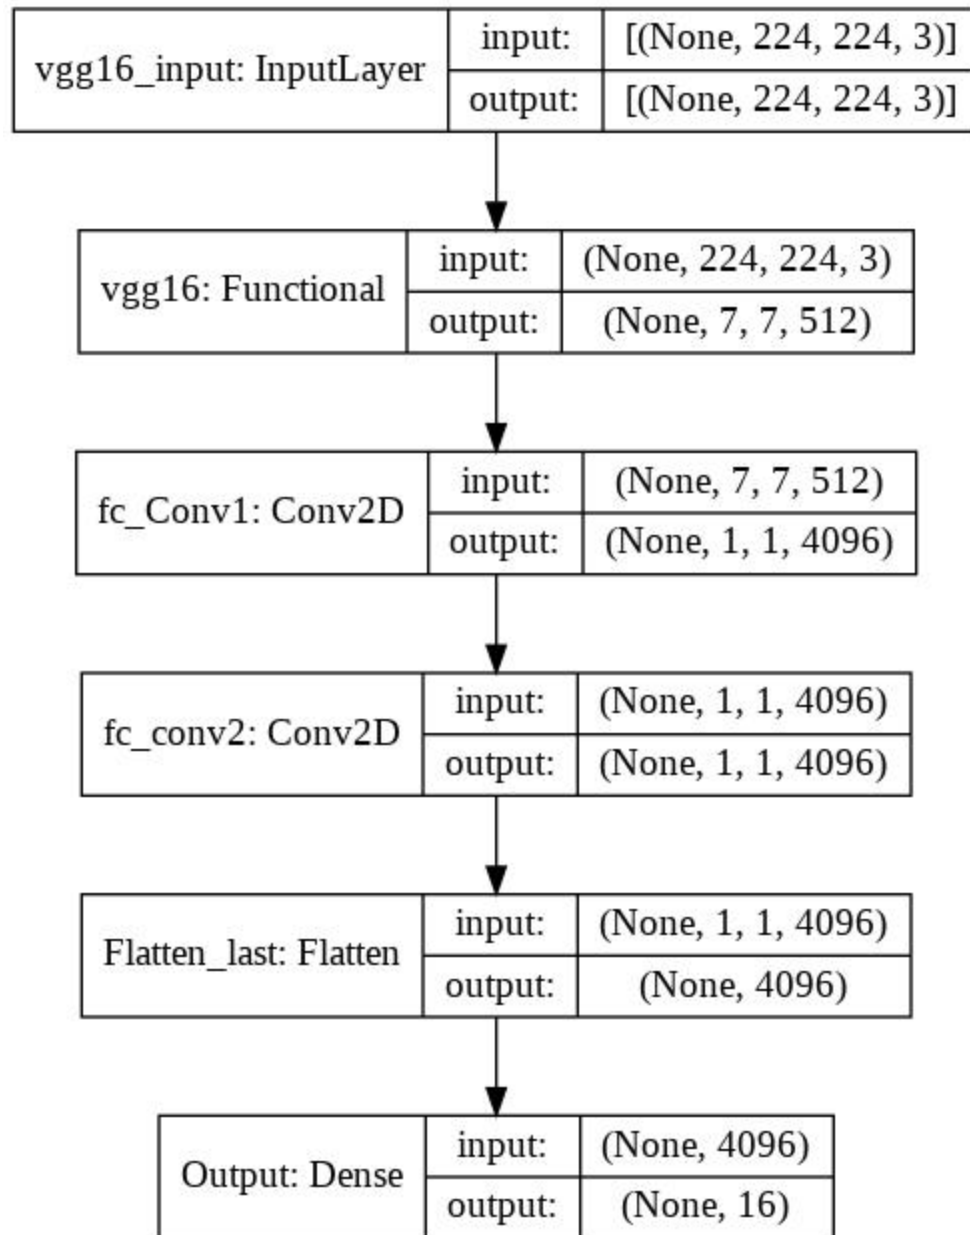 vgg16_input: InputLayer
input: [(None, 224, 224, 3)]
output: [(None, 224, 224, 3)]
vgg16: Functional
input: (None, 224, 224, 3)
output: (None, 7, 7, 512)
fc_Conv1: Conv2D
input: (None, 7, 7, 512)
output: (None, 1, 1, 4096)
fc_conv2: Conv2D
input: (None, 1, 1, 4096)
output: (None, 1, 1, 4096)
Flatten_last: Flatten
input: (None, 1, 1, 4096)
output: (None, 4096)
Output: Dense
input: (None, 4096)
output: (None, 16)